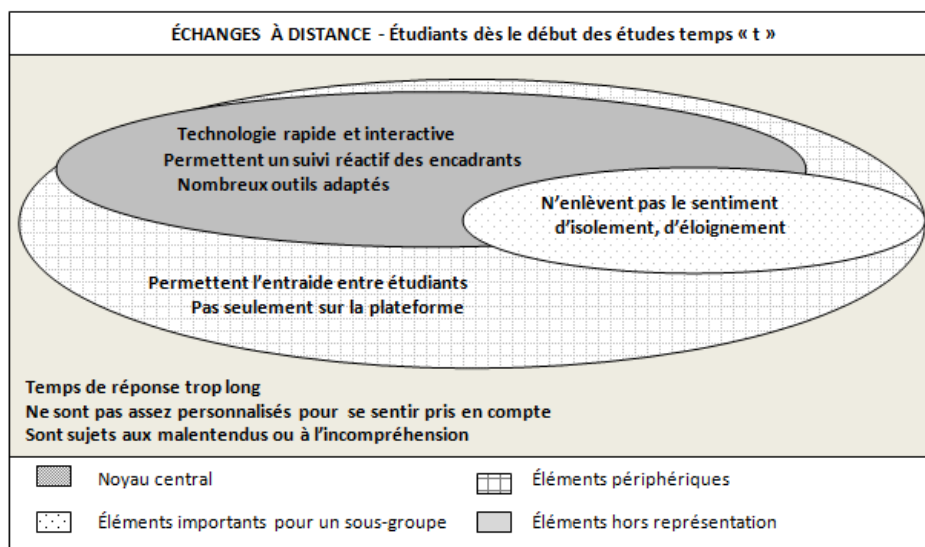 ÉCHANGES À DISTANCE - Étudiants dès le début des études temps « t »
Technologie rapide et interactive
Permettent un suivi réactif des encadrants
Nombreux outils adaptés
N'enlèvent pas le sentiment
d'isolement, d'éloignement
Permettent l'entraide entre étudiants
Pas seulement sur la plateforme
Temps de réponse trop long
Ne sont pas assez personnalisés pour se sentir pris en compte
Sont sujets aux malentendus ou à l'incompréhension
Noyau central
Éléments périphériques
Éléments importants pour un sous-groupe
Éléments hors représentation